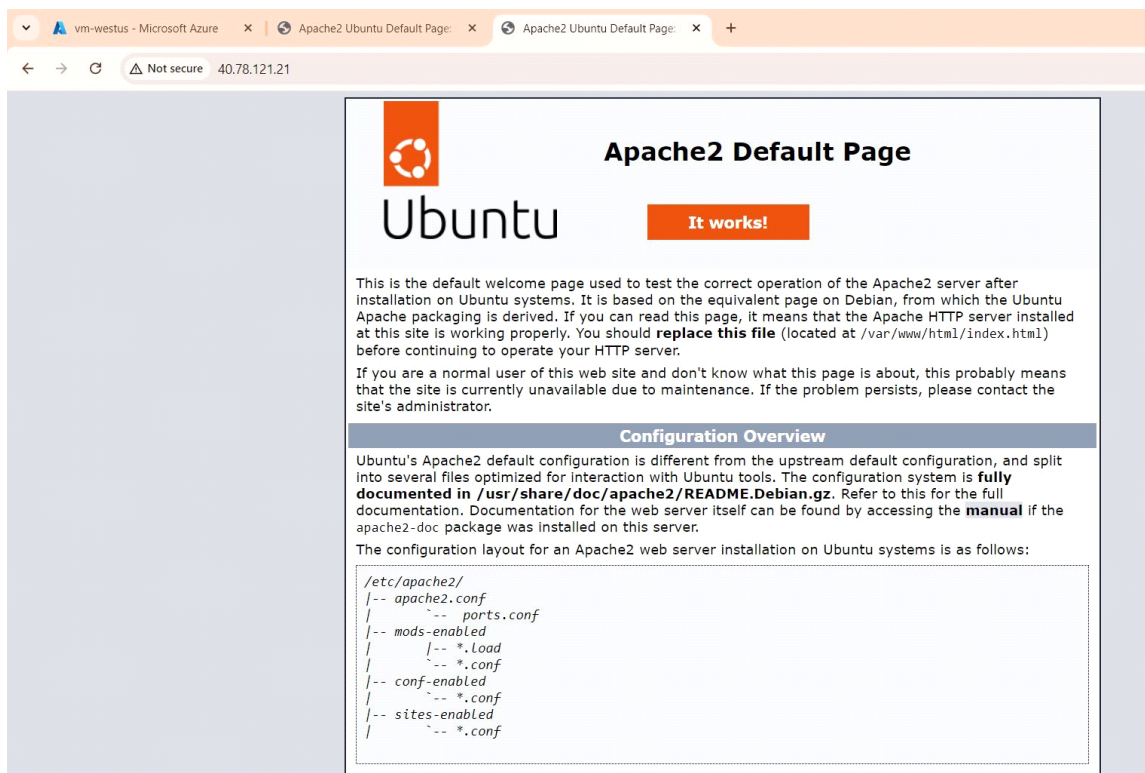 vm-westus - Microsoft Azure
Apache2 Ubuntu Default Page:
Apache2 Ubuntu Default Page:
Not secure 40.78.121.21
Ubuntu
Apache2 Default Page
It works!
This is the default welcome page used to test the correct operation of the Apache2 server after
installation on Ubuntu systems. It is based on the equivalent page on Debian, from which the Ubuntu
Apache packaging is derived. If you can read this page, it means that the Apache HTTP server installed
at this site is working properly. You should replace this file (located at /var/www/html/index.html)
before continuing to operate your HTTP server.
If you are a normal user of this web site and don't know what this page is about, this probably means
that the site is currently unavailable due to maintenance. If the problem persists, please contact the
site's administrator.
Configuration Overview
Ubuntu's Apache2 default configuration is different from the upstream default configuration, and split
into several files optimized for interaction with Ubuntu tools. The configuration system is fully
documented in /usr/share/doc/apache2/README.Debian.gz. Refer to this for the full
documentation. Documentation for the web server itself can be found by accessing the manual if the
apache2-doc package was installed on this server.
The configuration layout for an Apache2 web server installation on Ubuntu systems is as follows:
/etc/apache2/
|-- apache2.conf
|       `--  ports.conf
|-- mods-enabled
|       |-- *.load
|       `-- *.conf
|-- conf-enabled
|       `-- *.conf
|-- sites-enabled
|       `-- *.conf